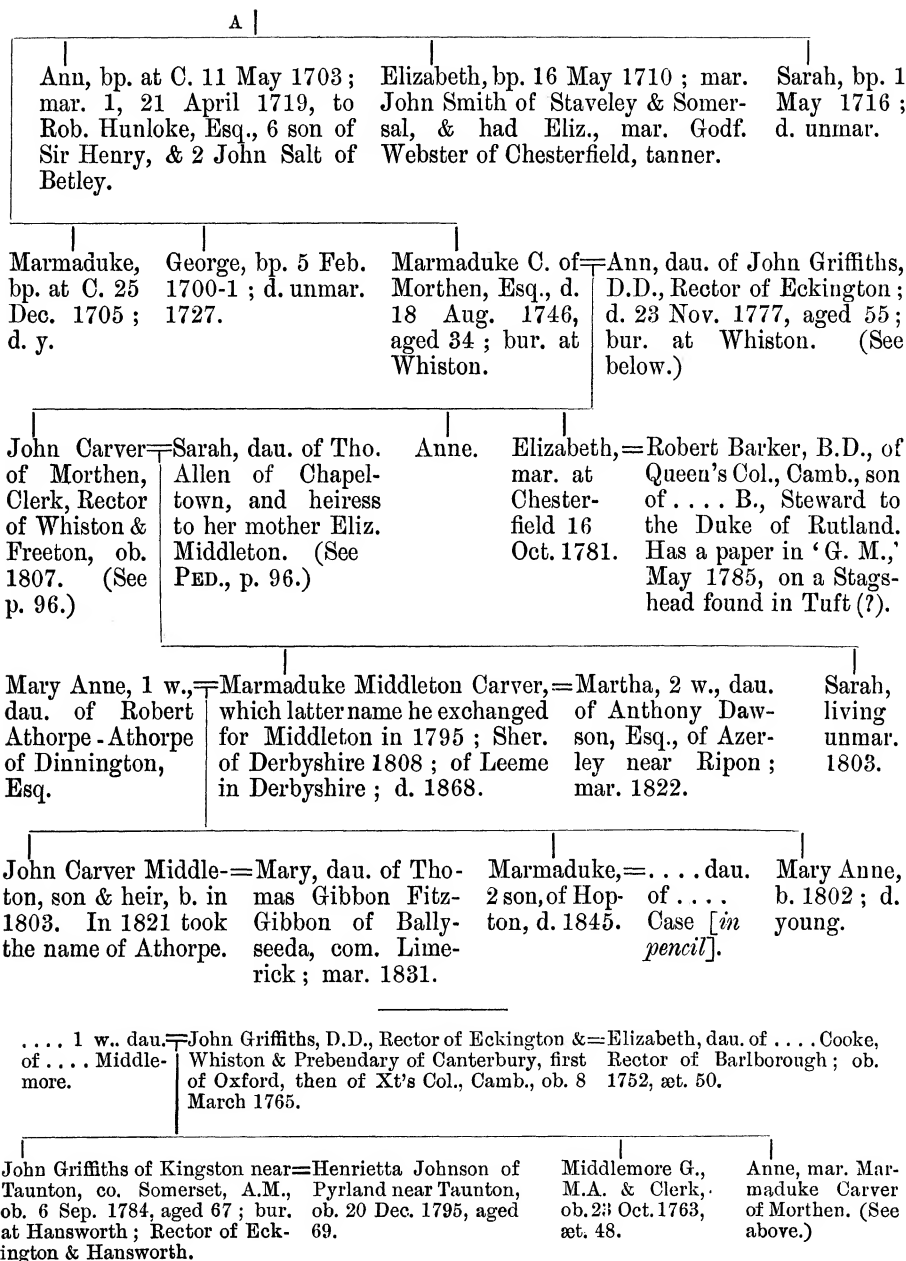 A
Ann, bp. at C. 11 May 1703;
mar. 1, 21 April 1719, to
Rob. Hunloke, Esq., 6 son of
Sir Henry, & 2 John Salt of
Betley.
Elizabeth, bp. 16 May 1710; mar.
John Smith of Staveley & Somer-
sal, & had Eliz., mar. Godf.
Webster of Chesterfield, tanner.
Sarah, bp. 1
May 1716;
d. unmar.
Marmaduke,
bp. at C. 25
Dec. 1705;
d. y.
George, bp. 5 Feb.
1700-1; d. unmar.
1727.
Marmaduke C. of
Morthen, Esq., d.
18 Aug. 1746,
aged 34; bur. at
Whiston.
=Ann, dau. of John Griffiths,
D.D., Rector of Eckington;
d. 23 Nov. 1777, aged 55;
bur. at Whiston. (See
below.)
John Carver
of Morthen,
Clerk, Rector
of Whiston &
Freeton, ob.
1807. (See
p. 96.)
=Sarah, dau. of Tho.
Allen of Chapel-
town, and heiress
to her mother Eliz.
Middleton. (See
PED., p. 96.)
Anne.
Elizabeth,
mar. at
Chester-
field 16
Oct. 1781.
=Robert Barker, B.D., of
Queen's Col., Camb., son
of .... B., Steward to
the Duke of Rutland.
Has a paper in 'G. M.,'
May 1785, on a Stags-
head found in Tuft (?).
Mary Anne, 1 w.,
dau. of Robert
Athorpe-Athorpe
of Dinnington,
Esq.
=Marmaduke Middleton Carver,
which latter name he exchanged
for Middleton in 1795; Sher.
of Derbyshire 1808; of Leeme
in Derbyshire; d. 1868.
=Martha, 2 w., dau.
of Anthony Daw-
son, Esq., of Azer-
ley near Ripon;
mar. 1822.
Sarah,
living
unmar.
1803.
John Carver Middle-
ton, son & heir, b. in
1803. In 1821 took
the name of Athorpe.
=Mary, dau. of Tho-
mas Gibbon Fitz-
Gibbon of Bally-
seeda, com. Lime-
rick; mar. 1831.
Marmaduke,
2 son, of Hop-
ton, d. 1845.
=.... dau.
of ....
Case [in
pencil].
Mary Anne,
b. 1802; d.
young.
.... 1 w.. dau.
of .... Middle-
more.
=John Griffiths, D.D., Rector of Eckington &
Whiston & Prebendary of Canterbury, first
of Oxford, then of Xt's Col., Camb., ob. 8
March 1765.
=Elizabeth, dau. of .... Cooke,
Rector of Barlborough; ob.
1752, æt. 50.
John Griffiths of Kingston near
Taunton, co. Somerset, A.M.,
ob. 6 Sep. 1784, aged 67; bur.
at Hansworth; Rector of Eck-
ington & Hansworth.
=Henrietta Johnson of
Pyrland near Taunton,
ob. 20 Dec. 1795, aged
69.
Middlemore G.,
M.A. & Clerk,
ob. 23 Oct. 1763,
æt. 48.
Anne, mar. Mar-
maduke Carver
of Morthen. (See
above.)